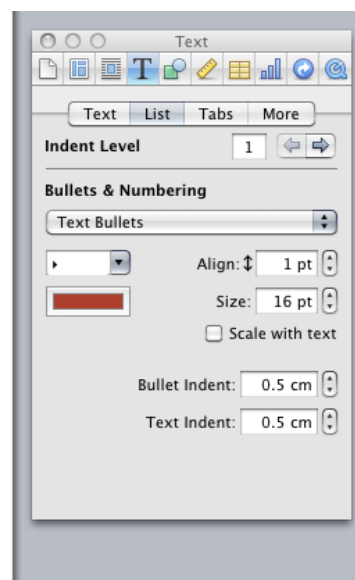 Text
Text List Tabs More
Indent Level 1
Bullets & Numbering
Text Bullets
Align: 1 pt
Size: 16 pt
Scale with text
Bullet Indent: 0.5 cm
Text Indent: 0.5 cm